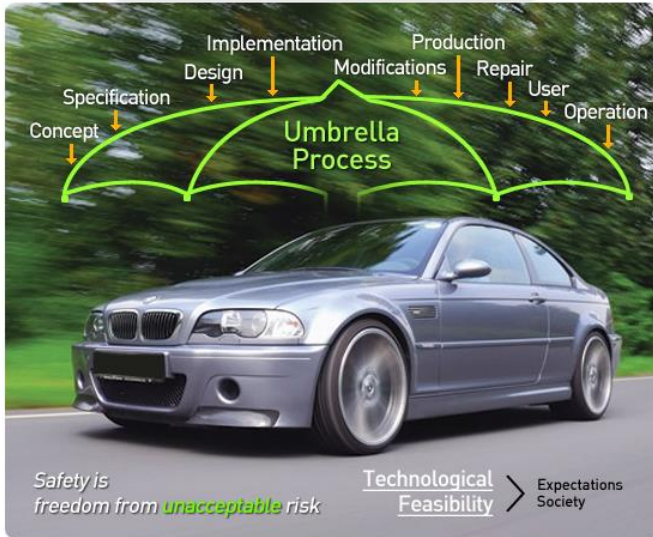 Implementation
Production
Design
Modifications
Repair
Specification
User
Concept
Operation
Umbrella
Process
Safety is
freedom from unacceptable risk
Technological
Feasibility
>
Expectations
Society